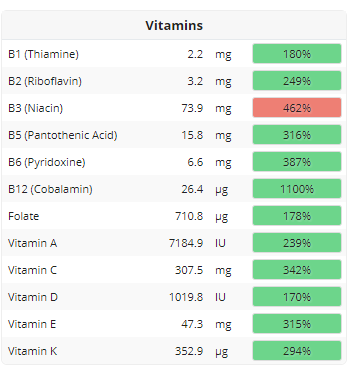 Vitamins
B1 (Thiamine) 2.2 mg 180%
B2 (Riboflavin) 3.2 mg 249%
B3 (Niacin) 73.9 mg 462%
B5 (Pantothenic Acid) 15.8 mg 316%
B6 (Pyridoxine) 6.6 mg 387%
B12 (Cobalamin) 26.4 µg 1100%
Folate 710.8 µg 178%
Vitamin A 7184.9 IU 239%
Vitamin C 307.5 mg 342%
Vitamin D 1019.8 IU 170%
Vitamin E 47.3 mg 315%
Vitamin K 352.9 µg 294%